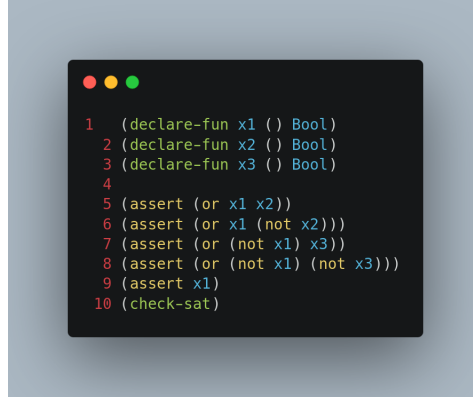 1 (declare-fun x1 () Bool)
2 (declare-fun x2 () Bool)
3 (declare-fun x3 () Bool)
4
5 (assert (or x1 x2))
6 (assert (or x1 (not x2)))
7 (assert (or (not x1) x3))
8 (assert (or (not x1) (not x3)))
9 (assert x1)
10 (check-sat)